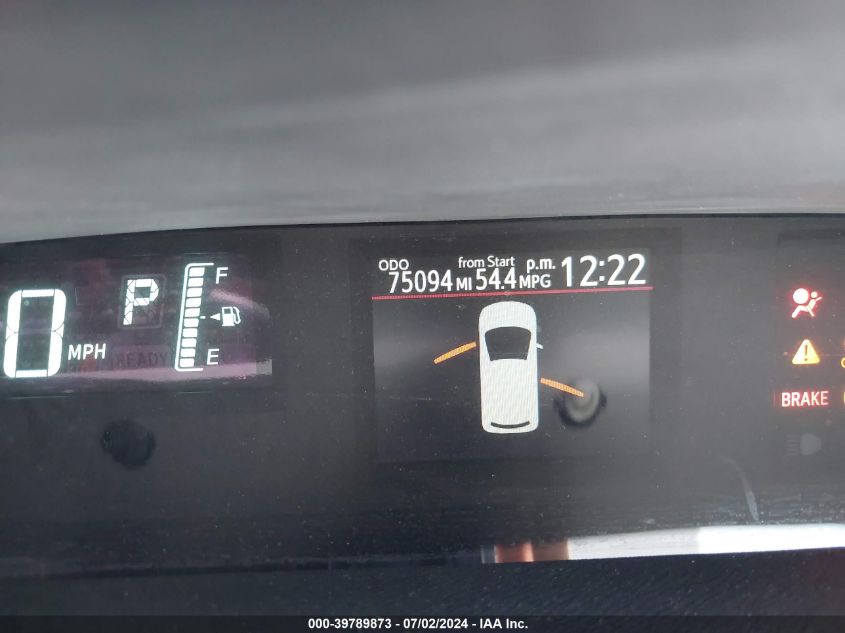 ODO from Start p.m. 12:22
75094 MI 54.4 MPG
F
P
0 MPH
READY
E
BRAKE
000-39789873 - 07/02/2024 - IAA Inc.